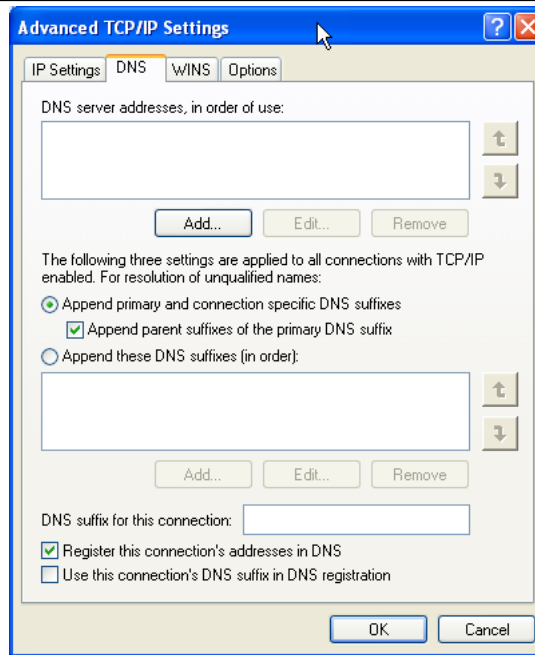 Advanced TCP/IP Settings
IP Settings DNS WINS Options
DNS server addresses, in order of use:
Add... Edit... Remove
The following three settings are applied to all connections with TCP/IP
enabled. For resolution of unqualified names:
Append primary and connection specific DNS suffixes
Append parent suffixes of the primary DNS suffix
Append these DNS suffixes (in order):
Add... Edit... Remove
DNS suffix for this connection:
Register this connection's addresses in DNS
Use this connection's DNS suffix in DNS registration
OK Cancel